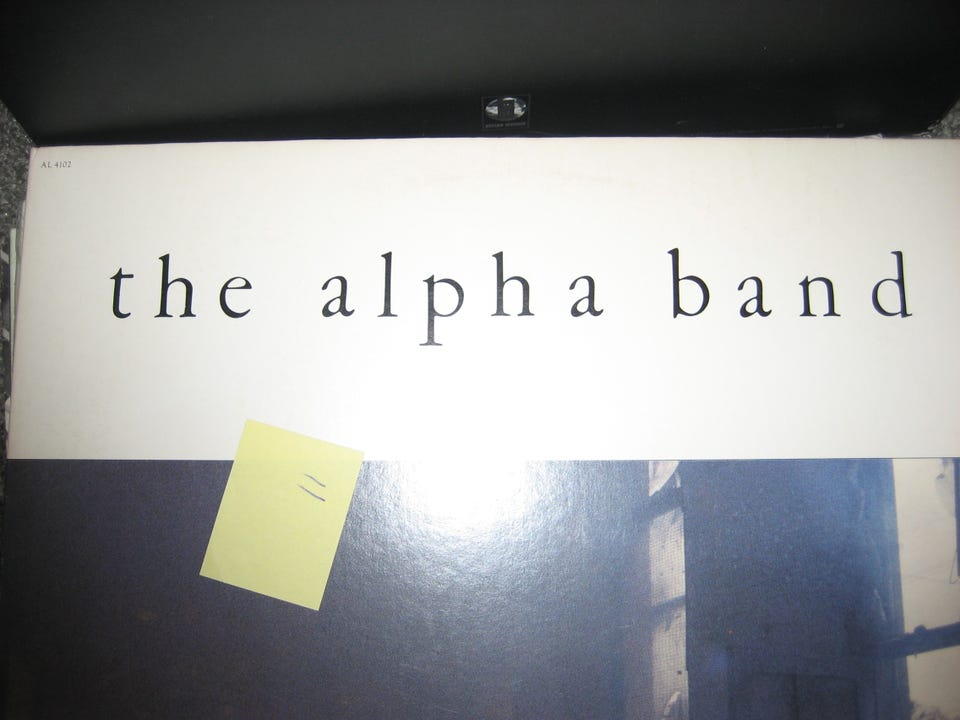 AL 4102
the alpha band
=